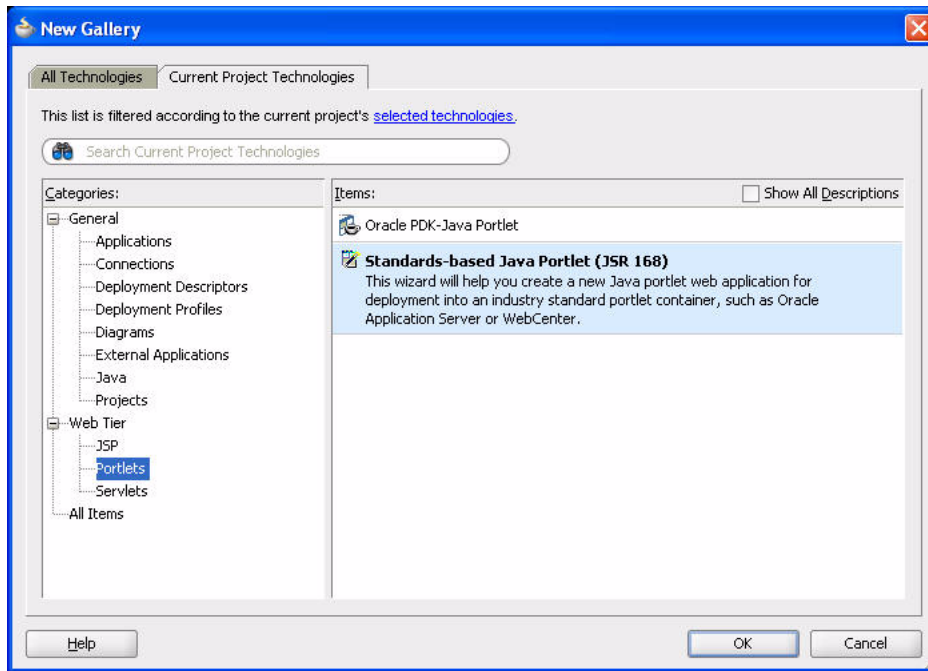 New Gallery
All Technologies
Current Project Technologies
This list is filtered according to the current project's selected technologies.
Search Current Project Technologies
Categories:
General
Applications
Connections
Deployment Descriptors
Deployment Profiles
Diagrams
External Applications
Java
Projects
Web Tier
JSP
Portlets
Servlets
All Items
Items:
Show All Descriptions
Oracle PDK-Java Portlet
Standards-based Java Portlet (JSR 168)
This wizard will help you create a new Java portlet web application for
deployment into an industry standard portlet container, such as Oracle
Application Server or WebCenter.
Help
OK
Cancel